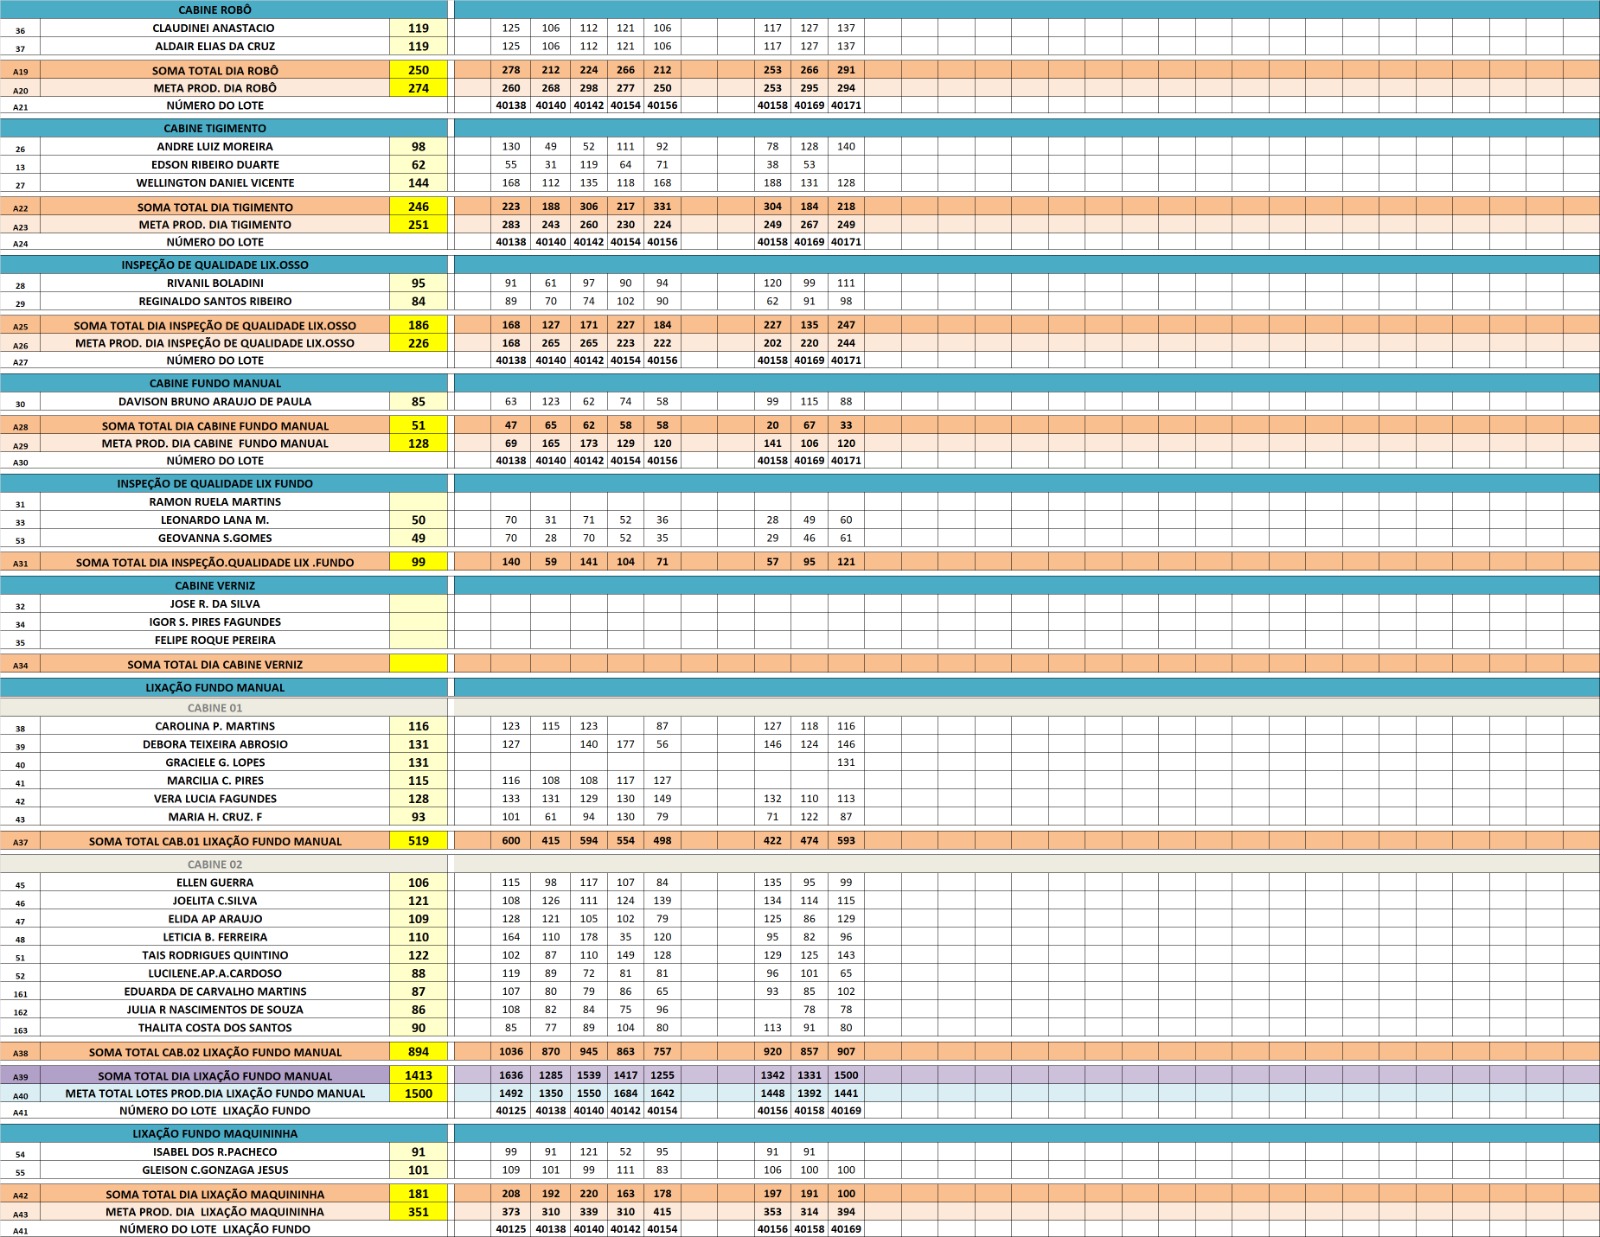 CABINE ROBÔ
36 CLAUDINEI ANASTACIO 119 125 106 112 121 106 117 127 137
37 ALDAIR ELIAS DA CRUZ 119 125 106 112 121 106 117 127 137
A19 SOMA TOTAL DIA ROBÔ 250 278 212 224 266 212 253 266 291
A20 META PROD. DIA ROBÔ 274 260 268 298 277 250 253 295 294
A21 NÚMERO DO LOTE 40138 40140 40142 40154 40156 40158 40169 40171
CABINE TIGIMENTO
26 ANDRE LUIZ MOREIRA 98 130 49 52 111 92 78 128 140
13 EDSON RIBEIRO DUARTE 62 55 31 119 64 71 38 53
27 WELLINGTON DANIEL VICENTE 144 168 112 135 118 168 188 131 128
A22 SOMA TOTAL DIA TIGIMENTO 246 223 188 306 217 331 304 184 218
A23 META PROD. DIA TIGIMENTO 251 283 243 260 230 224 249 267 249
A24 NÚMERO DO LOTE 40138 40140 40142 40154 40156 40158 40169 40171
INSPEÇÃO DE QUALIDADE LIX.OSSO
28 RIVANIL BOLADINI 95 91 61 97 90 94 120 99 111
29 REGINALDO SANTOS RIBEIRO 84 89 70 74 102 90 62 91 98
A25 SOMA TOTAL DIA INSPEÇÃO DE QUALIDADE LIX.OSSO 186 168 127 171 227 184 227 135 247
A26 META PROD. DIA INSPEÇÃO DE QUALIDADE LIX.OSSO 226 168 265 265 223 222 202 220 244
A27 NÚMERO DO LOTE 40138 40140 40142 40154 40156 40158 40169 40171
CABINE FUNDO MANUAL
30 DAVISON BRUNO ARAUJO DE PAULA 85 63 123 62 74 58 99 115 88
A28 SOMA TOTAL DIA CABINE FUNDO MANUAL 51 47 65 62 58 58 20 67 33
A29 META PROD. DIA CABINE FUNDO MANUAL 128 69 165 173 129 120 141 106 120
A30 NÚMERO DO LOTE 40138 40140 40142 40154 40156 40158 40169 40171
INSPEÇÃO DE QUALIDADE LIX FUNDO
31 RAMON RUELA MARTINS
33 LEONARDO LANA M. 50 70 31 71 52 36 28 49 60
53 GEOVANNA S.GOMES 49 70 28 70 52 35 29 46 61
A31 SOMA TOTAL DIA INSPEÇÃO.QUALIDADE LIX .FUNDO 99 140 59 141 104 71 57 95 121
CABINE VERNIZ
32 JOSE R. DA SILVA
34 IGOR S. PIRES FAGUNDES
35 FELIPE ROQUE PEREIRA
A34 SOMA TOTAL DIA CABINE VERNIZ
LIXAÇÃO FUNDO MANUAL
CABINE 01
38 CAROLINA P. MARTINS 116 123 115 123 87 127 118 116
39 DEBORA TEIXEIRA ABROSIO 131 127 140 177 56 146 124 146
40 GRACIELE G. LOPES 131 131
41 MARCILIA C. PIRES 115 116 108 108 117 127
42 VERA LUCIA FAGUNDES 128 133 131 129 130 149 132 110 113
43 MARIA H. CRUZ. F 93 101 61 94 130 79 71 122 87
A37 SOMA TOTAL CAB.01 LIXAÇÃO FUNDO MANUAL 519 600 415 594 554 498 422 474 593
CABINE 02
45 ELLEN GUERRA 106 115 98 117 107 84 135 95 99
46 JOELITA C.SILVA 121 108 126 111 124 139 134 114 115
47 ELIDA AP ARAUJO 109 128 121 105 102 79 125 86 129
48 LETICIA B. FERREIRA 110 164 110 178 35 120 95 82 96
51 TAIS RODRIGUES QUINTINO 122 102 87 110 149 128 129 125 143
52 LUCILENE.AP.A.CARDOSO 88 119 89 72 81 81 96 101 65
161 EDUARDA DE CARVALHO MARTINS 87 107 80 79 86 65 93 85 102
162 JULIA R NASCIMENTOS DE SOUZA 86 108 82 84 75 96 78 78
163 THALITA COSTA DOS SANTOS 90 85 77 89 104 80 113 91 80
A38 SOMA TOTAL CAB.02 LIXAÇÃO FUNDO MANUAL 894 1036 870 945 863 757 920 857 907
A39 SOMA TOTAL DIA LIXAÇÃO FUNDO MANUAL 1413 1636 1285 1539 1417 1255 1342 1331 1500
A40 META TOTAL LOTES PROD.DIA LIXAÇÃO FUNDO MANUAL 1500 1492 1350 1550 1684 1642 1448 1392 1441
A41 NÚMERO DO LOTE LIXAÇÃO FUNDO 40125 40138 40140 40142 40154 40156 40158 40169
LIXAÇÃO FUNDO MAQUININHA
54 ISABEL DOS R.PACHECO 91 99 91 121 52 95 91 91
55 GLEISON C.GONZAGA JESUS 101 109 101 99 111 83 106 100 100
A42 SOMA TOTAL DIA LIXAÇÃO MAQUININHA 181 208 192 220 163 178 197 191 100
A43 META PROD. DIA LIXAÇÃO MAQUININHA 351 373 310 339 310 415 353 314 394
A41 NÚMERO DO LOTE LIXAÇÃO FUNDO 40125 40138 40140 40142 40154 40156 40158 40169